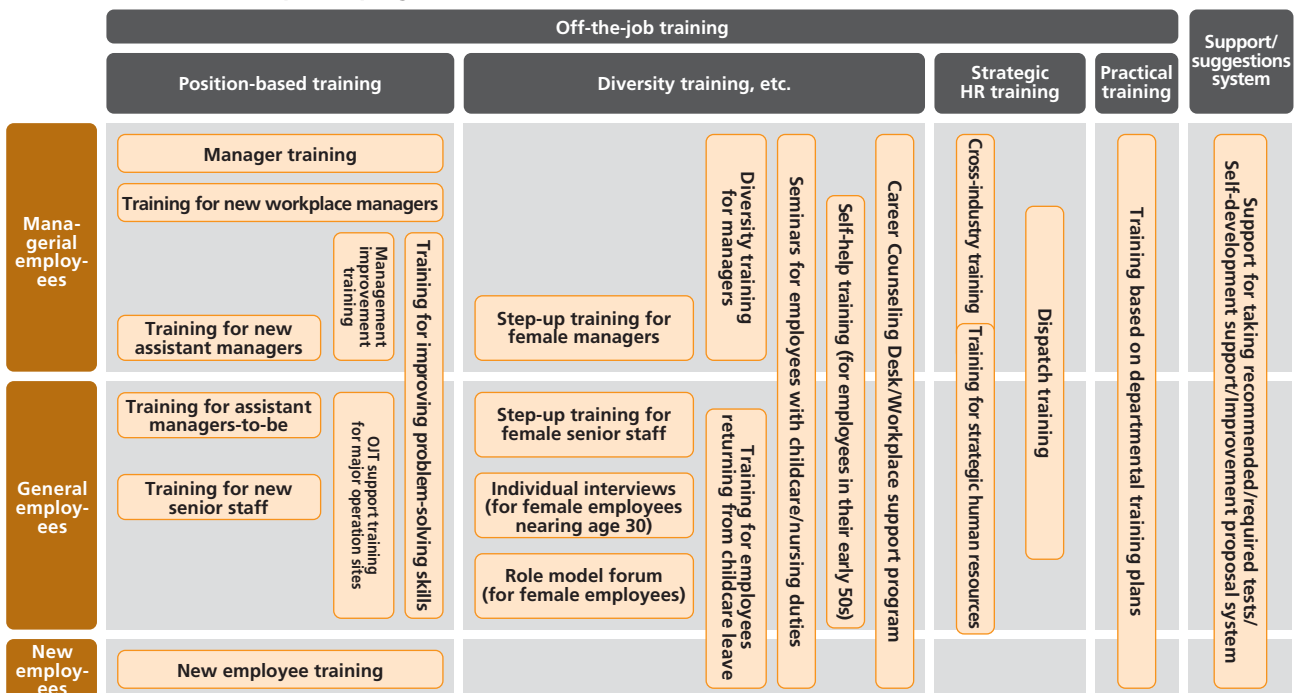 Off-the-job training
Support/
suggestions
system
Position-based training
Diversity training, etc.
Strategic
HR training
Practical
training
Mana-
gerial
employ-
ees
Manager training
Training for new workplace managers
Management
improvement
training
Training for improving problem-solving skills
Training for new
assistant managers
Step-up training for
female managers
Diversity training
for managers
Seminars for employees with childcare/nursing duties
Self-help training (for employees in their early 50s)
Career Counseling Desk/Workplace support program
Cross-industry training
Training for strategic human resources
Dispatch training
Training based on departmental training plans
Support for taking recommended/required tests/
Self-development support/Improvement proposal system
General
employ-
ees
Training for assistant
managers-to-be
Training for new
senior staff
OJT support training
for major operation sites
Step-up training for
female senior staff
Individual interviews
(for female employees
nearing age 30)
Role model forum
(for female employees)
Training for employees
returning from childcare leave
New
employ-
ees
New employee training